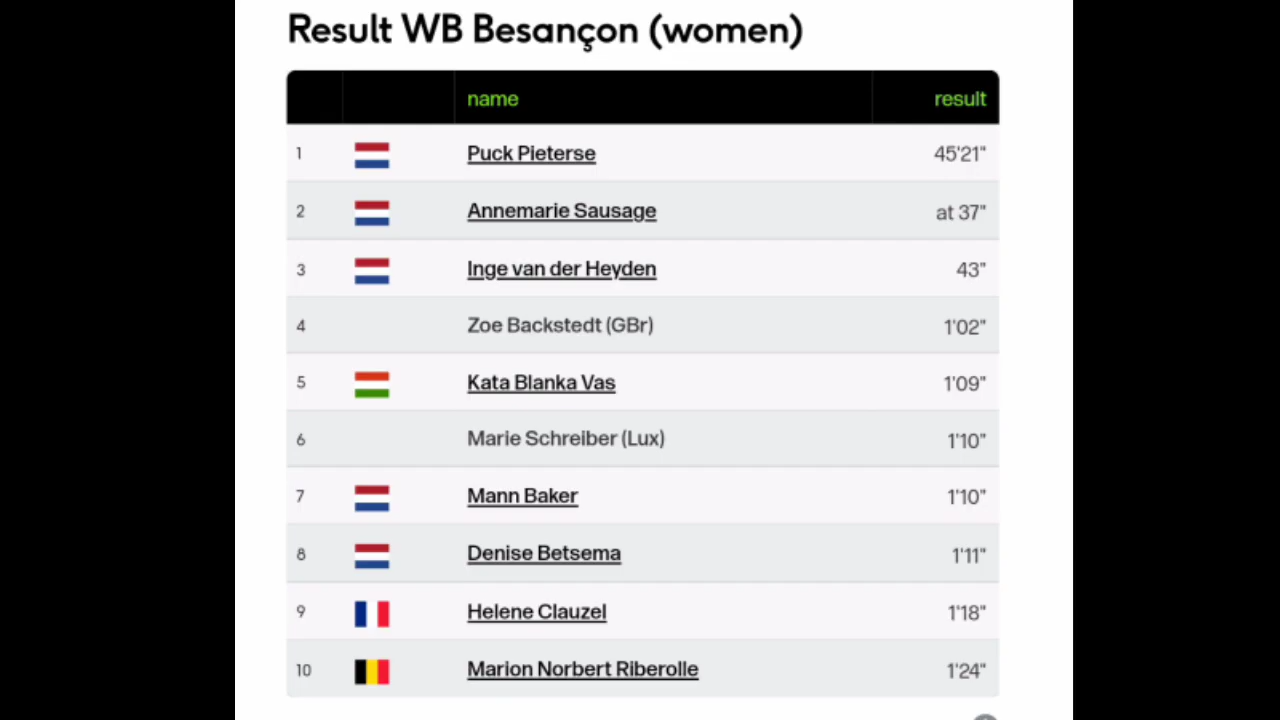 Result WB Besançon (women)
name result
1 Puck Pieterse 45'21"
2 Annemarie Sausage at 37"
3 Inge van der Heyden 43"
4 Zoe Backstedt (GBr) 1'02"
5 Kata Blanka Vas 1'09"
6 Marie Schreiber (Lux) 1'10"
7 Mann Baker 1'10"
8 Denise Betsema 1'11"
9 Helene Clauzel 1'18"
10 Marion Norbert Riberolle 1'24"